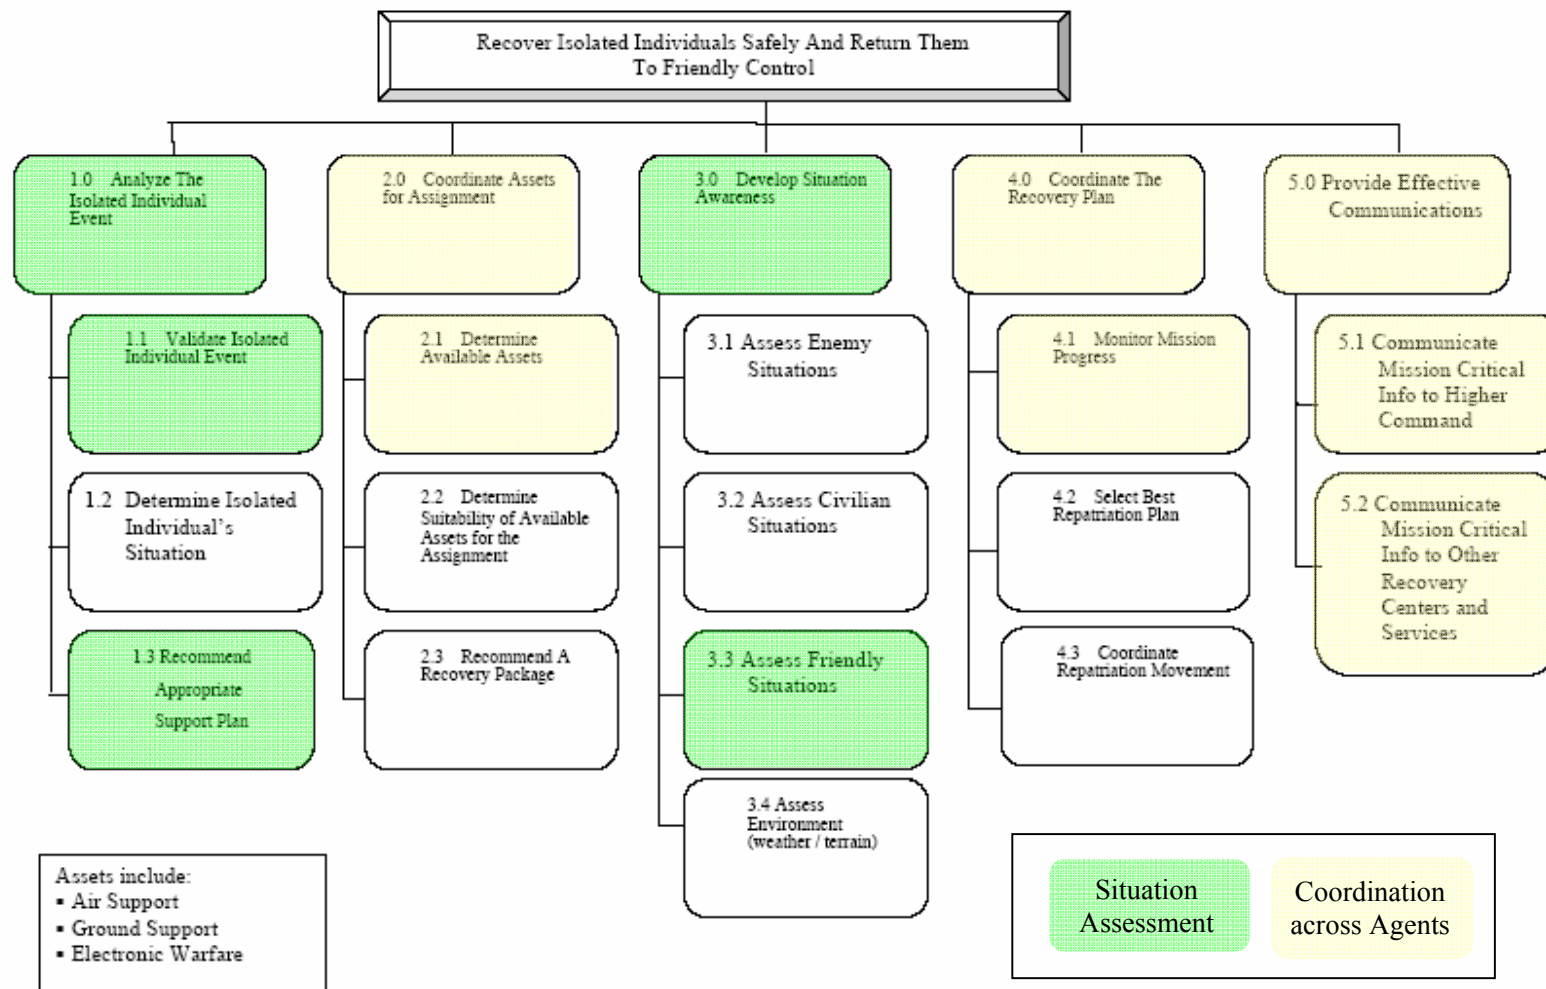 Recover Isolated Individuals Safely And Return Them
To Friendly Control
1.0 Analyze The
Isolated Individual
Event
2.0 Coordinate Assets
for Assignment
3.0 Develop Situation
Awareness
4.0 Coordinate The
Recovery Plan
5.0 Provide Effective
Communications
1.1 Validate Isolated
Individual Event
2.1 Determine
Available Assets
3.1 Assess Enemy
Situations
4.1 Monitor Mission
Progress
5.1 Communicate
Mission Critical
Info to Higher
Command
1.2 Determine Isolated
Individual's
Situation
2.2 Determine
Suitability of Available
Assets for the
Assignment
3.2 Assess Civilian
Situations
4.2 Select Best
Repatriation Plan
5.2 Communicate
Mission Critical
Info to Other
Recovery
Centers and
Services
1.3 Recommend
Appropriate
Support Plan
2.3 Recommend A
Recovery Package
3.3 Assess Friendly
Situations
4.3 Coordinate
Repatriation Movement
3.4 Assess
Environment
(weather / terrain)
Assets include:
▪ Air Support
▪ Ground Support
▪ Electronic Warfare
Situation
Assessment
Coordination
across Agents